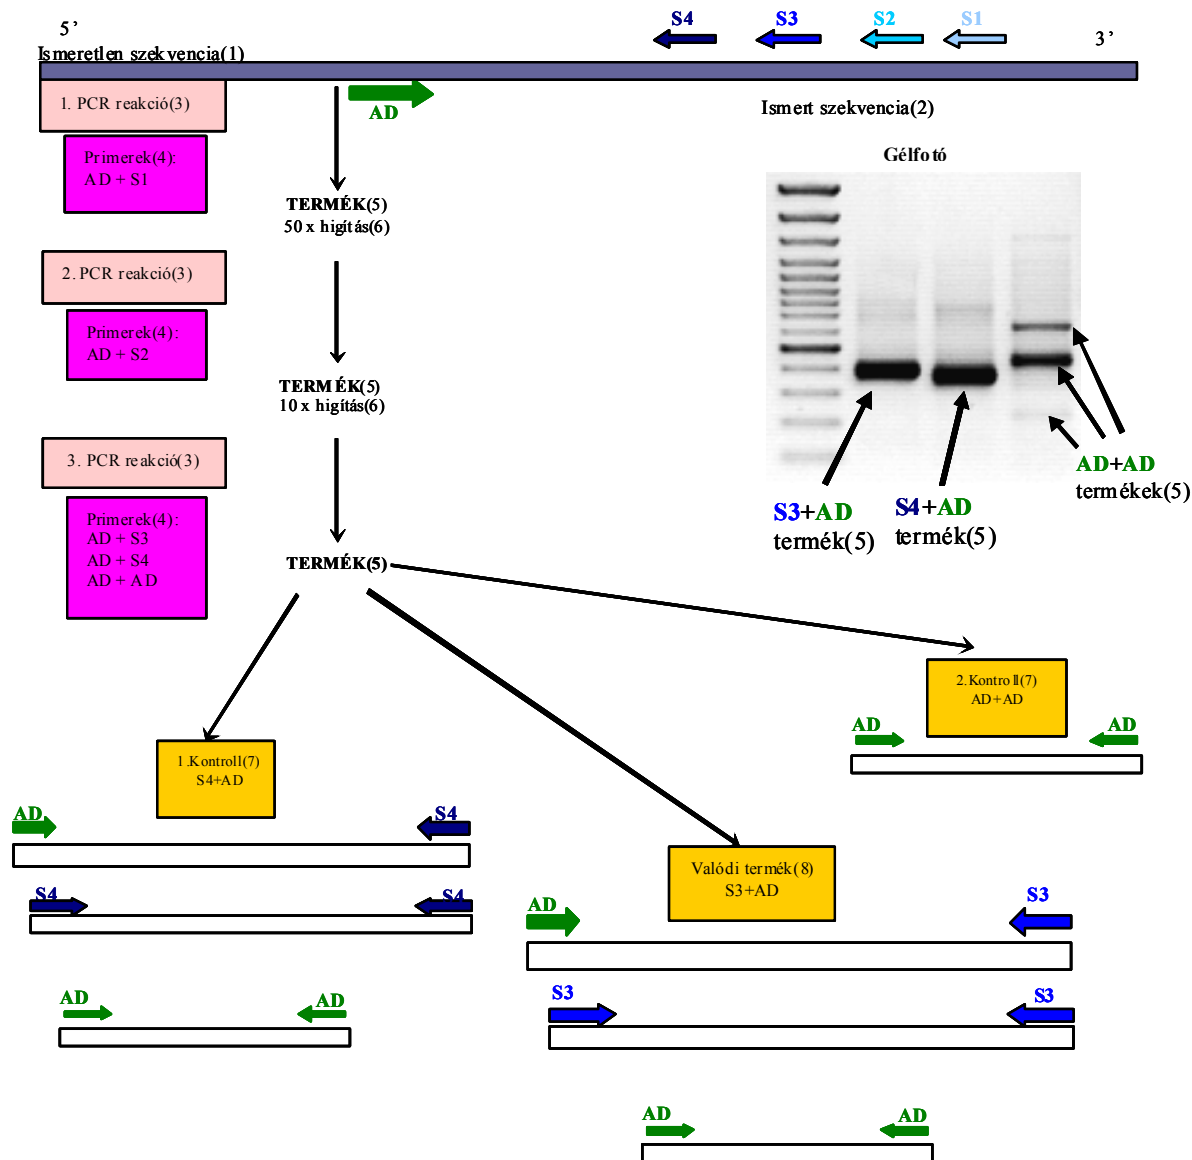 5’
S4
S3
S2
S1
3’
Ismeretlen szekvencia(1)
1. PCR reakció(3)
AD
Ismert szekvencia(2)
Primerek(4):
AD + S1
Gélfotó
TERMÉK(5)
50 x higítás(6)
2. PCR reakció(3)
Primerek(4):
AD + S2
TERMÉK(5)
10 x higítás(6)
3. PCR reakció(3)
Primerek(4):
AD + S3
AD + S4
AD + AD
AD+AD
termékek(5)
S3+AD
termék(5)
S4+AD
termék(5)
TERMÉK(5)
2.Kontroll(7)
AD+AD
AD
AD
1.Kontroll(7)
S4+AD
AD
S4
Valódi termék(8)
S3+AD
S4
S4
AD
S3
AD
AD
S3
S3
AD
AD